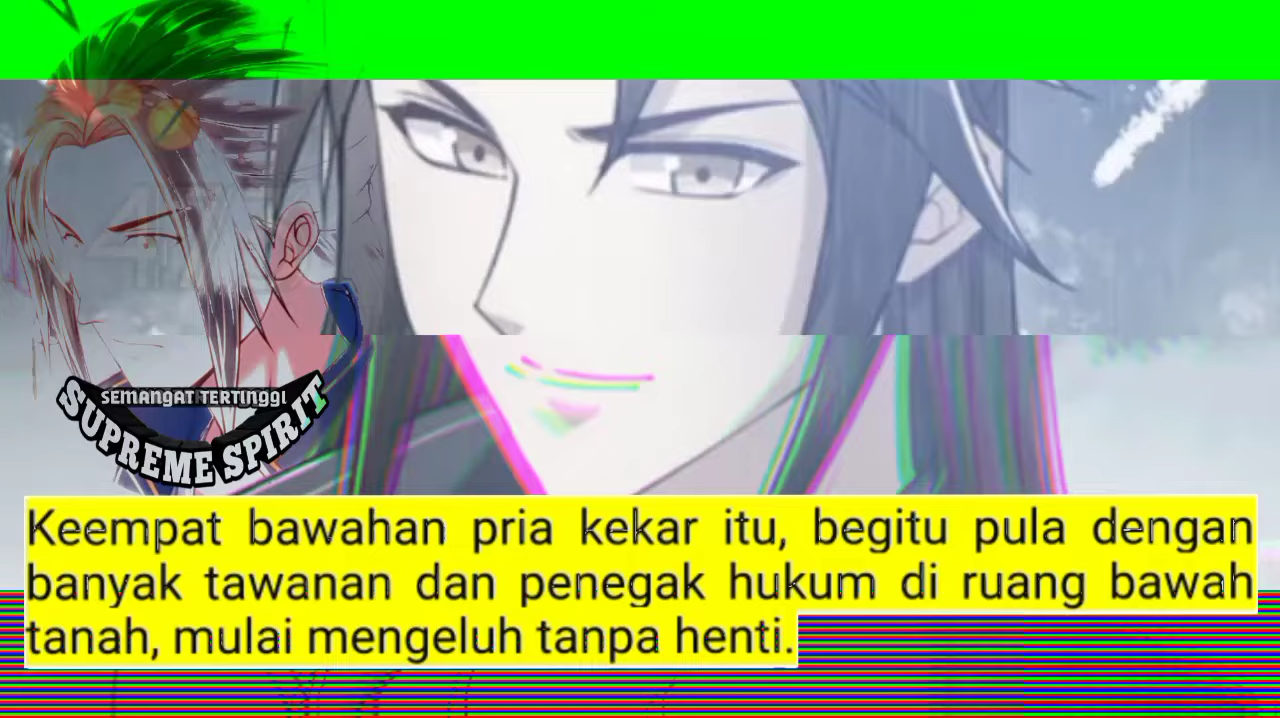 SEMANGAT TERTINGGI
SUPREME SPIRIT
Keempat bawahan pria kekar itu, begitu pula dengan
banyak tawanan dan penegak hukum di ruang bawah
tanah, mulai mengeluh tanpa henti.